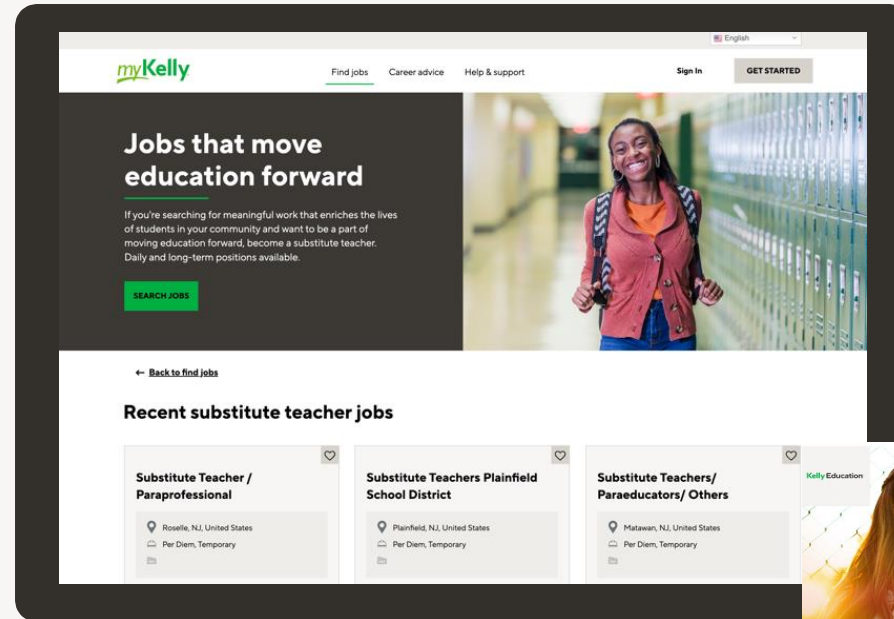 English
myKelly
Find jobs
Career advice
Help & support
Sign In
GET STARTED
Jobs that move
education forward
If you're searching for meaningful work that enriches the lives
of students in your community and want to be a part of
moving education forward, become a substitute teacher.
Daily and long-term positions available.
SEARCH JOBS
← Back to find jobs
Recent substitute teacher jobs
Substitute Teacher /
Paraprofessional
Roselle, NJ, United States
Per Diem, Temporary
Substitute Teachers Plainfield
School District
Plainfield, NJ, United States
Per Diem, Temporary
Substitute Teachers/
Paraeducators/ Others
Matawan, NJ, United States
Per Diem, Temporary
Kelly Education